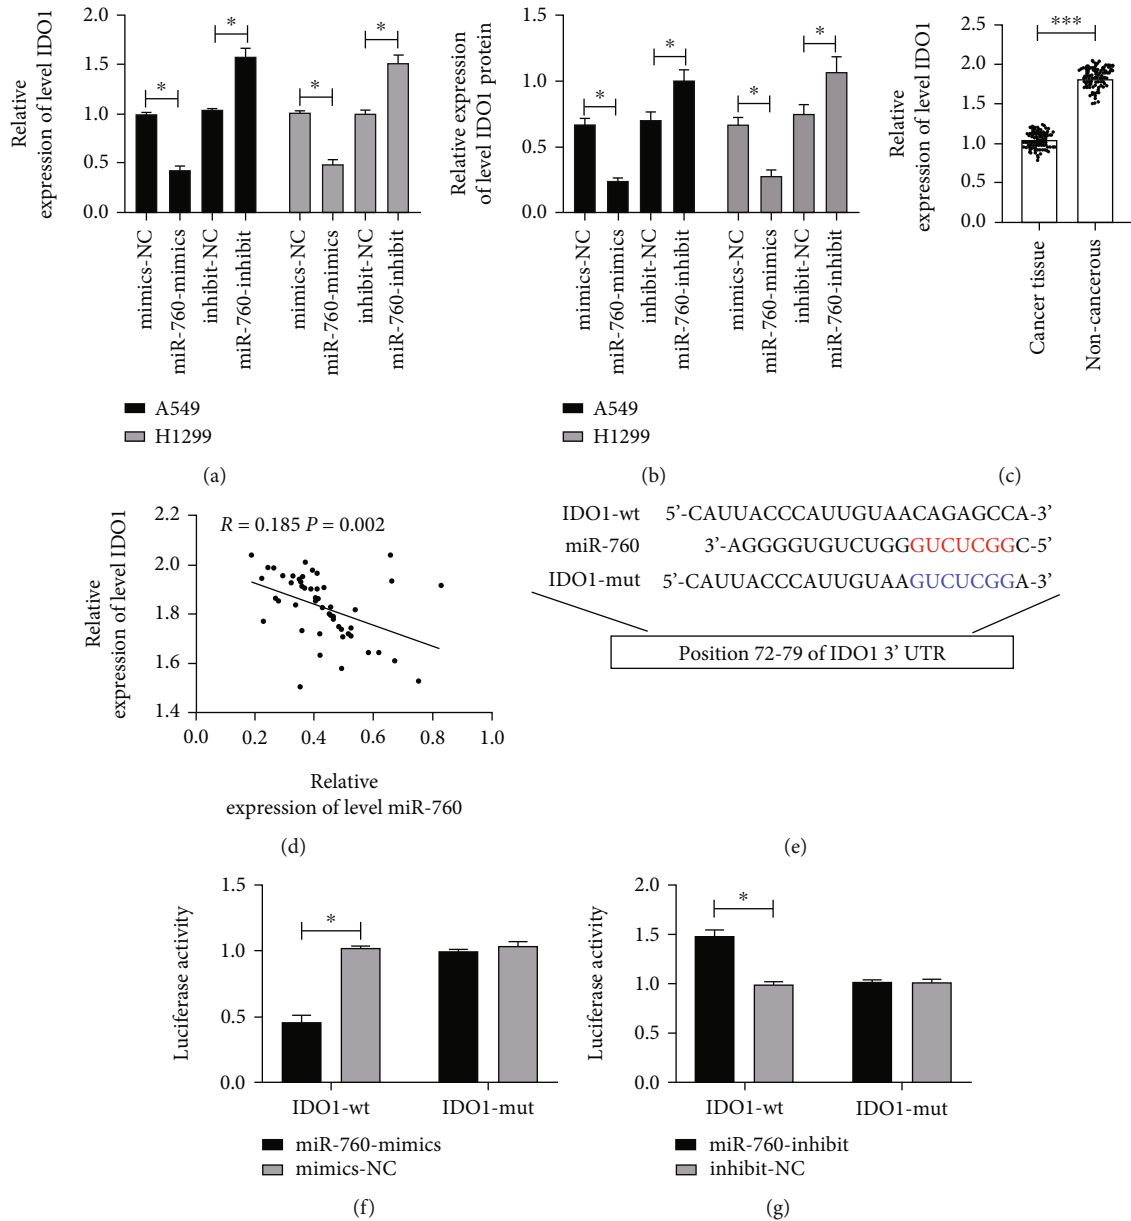 Relative
expression of level IDO1
2.0
1.5
1.0
0.5
0.0
*
*
*
*
mimics-NC
miR-760-mimics
inhibit-NC
miR-760-inhibit
mimics-NC
miR-760-mimics
inhibit-NC
miR-760-inhibit
A549
H1299
(a)
Relative expression
of level IDO1 protein
1.5
1.0
0.5
0.0
*
*
*
*
mimics-NC
miR-760-mimics
inhibit-NC
miR-760-inhibit
mimics-NC
miR-760-mimics
inhibit-NC
miR-760-inhibit
A549
H1299
(b)
Relative
expression of level IDO1
2.5
2.0
1.5
1.0
0.5
0.0
***
Cancer tissue
Non-cancerous
(c)
Relative
expression of level IDO1
2.2
2.0
1.8
1.6
1.4
R = 0.185 P = 0.002
0.0 0.2 0.4 0.6 0.8 1.0
Relative
expression of level miR-760
(d)
IDO1-wt 5’-CAUUACCCAUUGUAACAGAGCCA-3’
miR-760 3’-AGGGGUGUCUGGGUCUCGGC-5’
IDO1-mut 5’-CAUUACCCAUUGUAAGUCUCGGA-3’
Position 72-79 of IDO1 3’ UTR
(e)
Luciferase activity
1.5
1.0
0.5
0.0
*
IDO1-wt IDO1-mut
miR-760-mimics
mimics-NC
(f)
Luciferase activity
2.0
1.5
1.0
0.5
0.0
*
IDO1-wt IDO1-mut
miR-760-inhibit
inhibit-NC
(g)